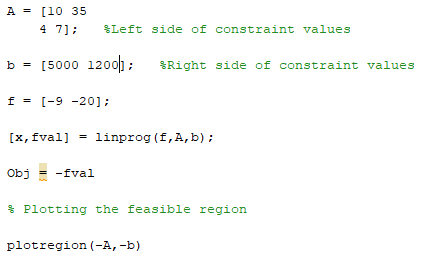 A = [10 35
4 7];   %Left side of constraint values
b = [5000 1200];   %Right side of constraint values
f = [-9 -20];
[x,fval] = linprog(f,A,b);
Obj = -fval
% Plotting the feasible region
plotregion(-A,-b)